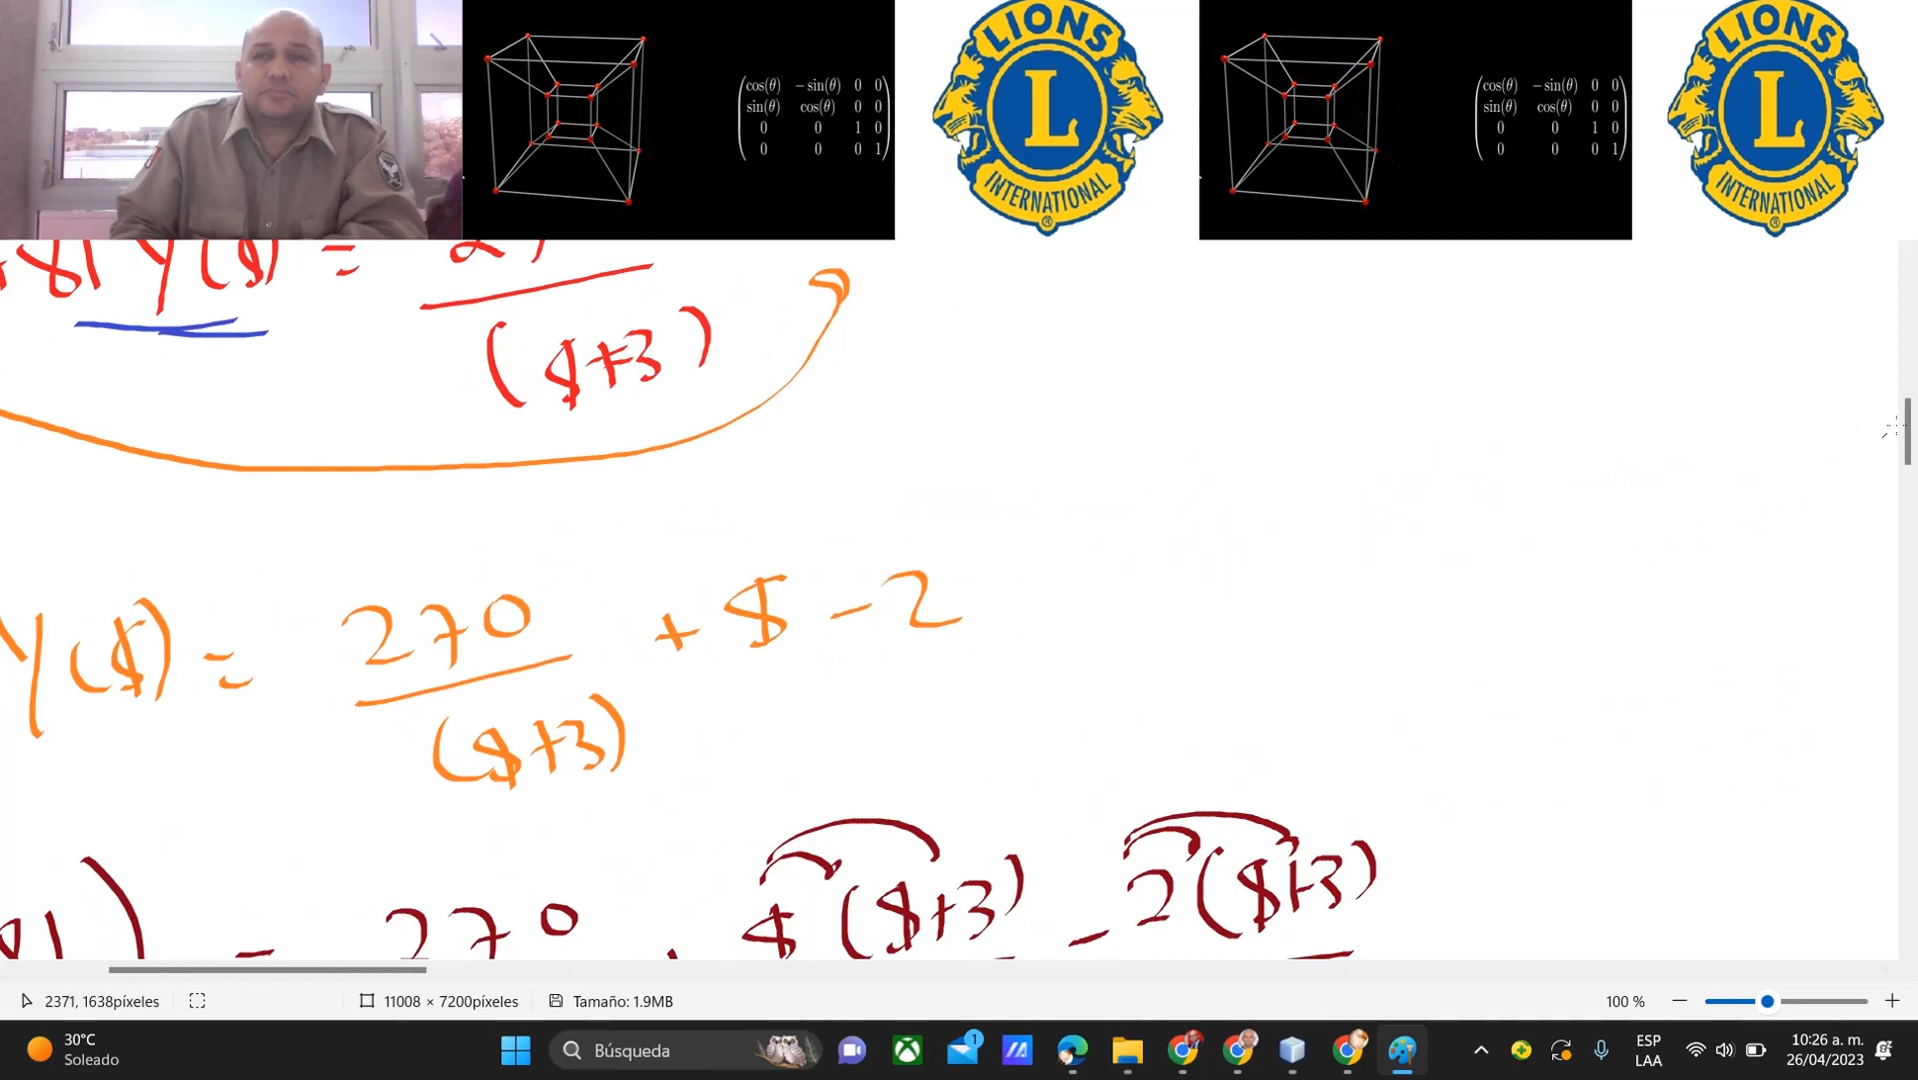 cos(θ) −sin(θ) 0 0
sin(θ) cos(θ) 0 0
0 0 1 0
0 0 0 1
LIONS
L
INTERNATIONAL
®
cos(θ) −sin(θ) 0 0
sin(θ) cos(θ) 0 0
0 0 1 0
0 0 0 1
LIONS
L
INTERNATIONAL
®
81 Y($) =
($+3)
Y($) = 270 + $ - 2
($+3)
81) = 270 + $($+3) - 2($+3)
2371, 1638píxeles
11008 × 7200píxeles
Tamaño: 1.9MB
100 %
30°C
Soleado
Búsqueda
1
ESP
LAA
10:26 a. m.
26/04/2023